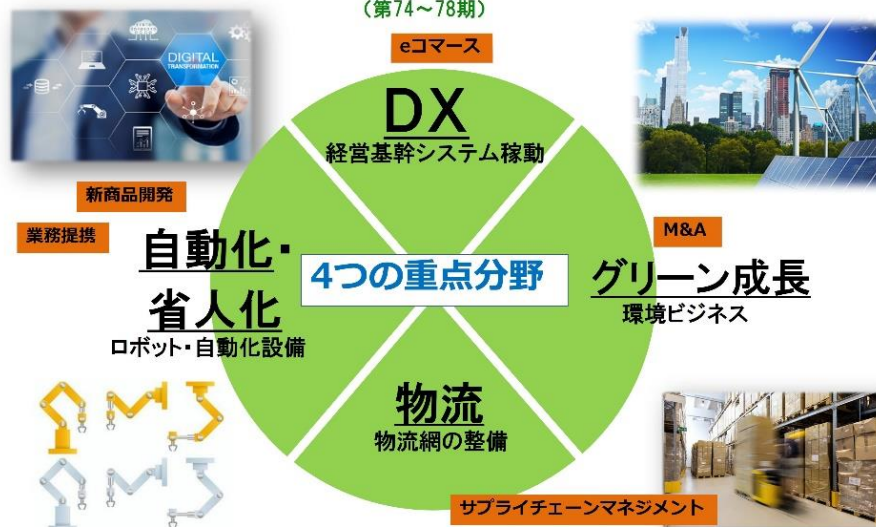 (第74～78期)
eコマース
DIGITAL
TRANSFORMATION
DX
経営基幹システム稼動
新商品開発
業務提携
自動化・
省人化
ロボット・自動化設備
4つの重点分野
M&A
グリーン成長
環境ビジネス
物流
物流網の整備
サプライチェーンマネジメント